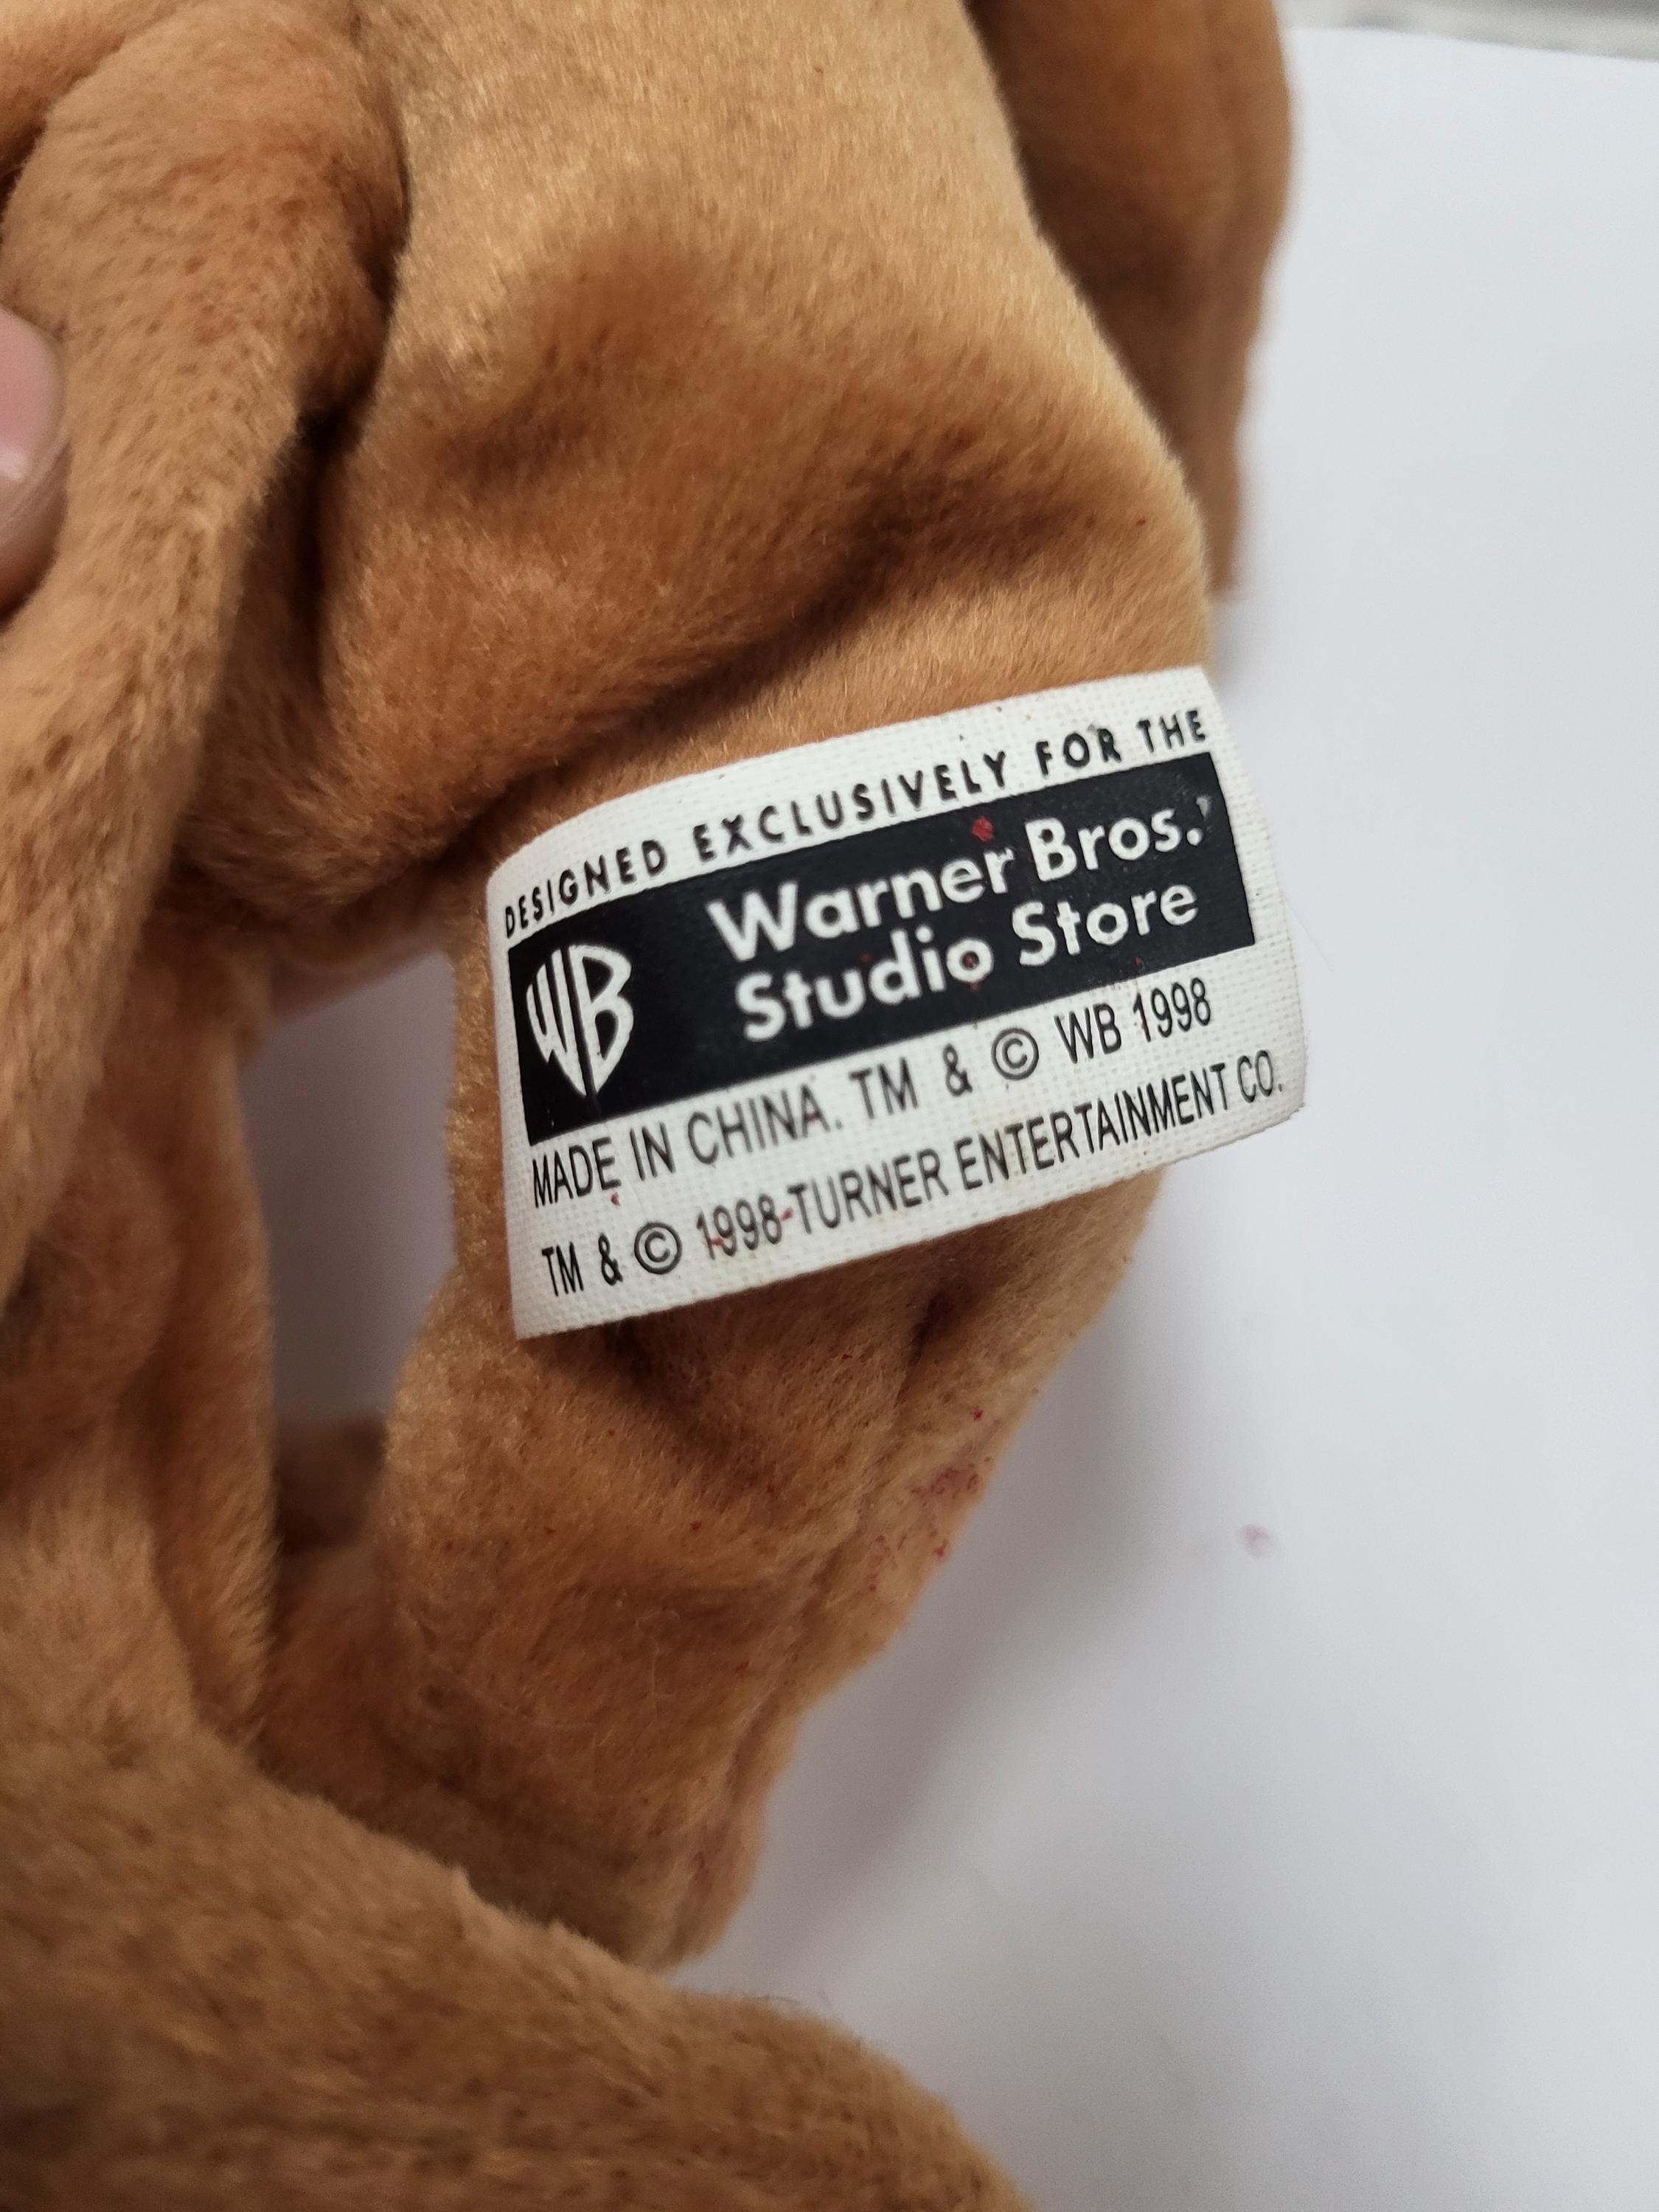 DESIGNED EXCLUSIVELY FOR THE
WB
Warner Bros.
Studio Store
MADE IN CHINA. TM & © WB 1998
TM & © 1998 TURNER ENTERTAINMENT CO.